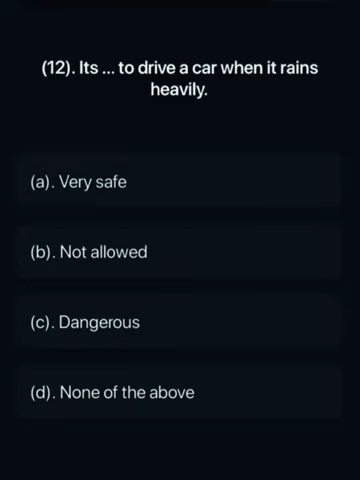 (12). Its ... to drive a car when it rains
heavily.
(a). Very safe
(b). Not allowed
(c). Dangerous
(d). None of the above